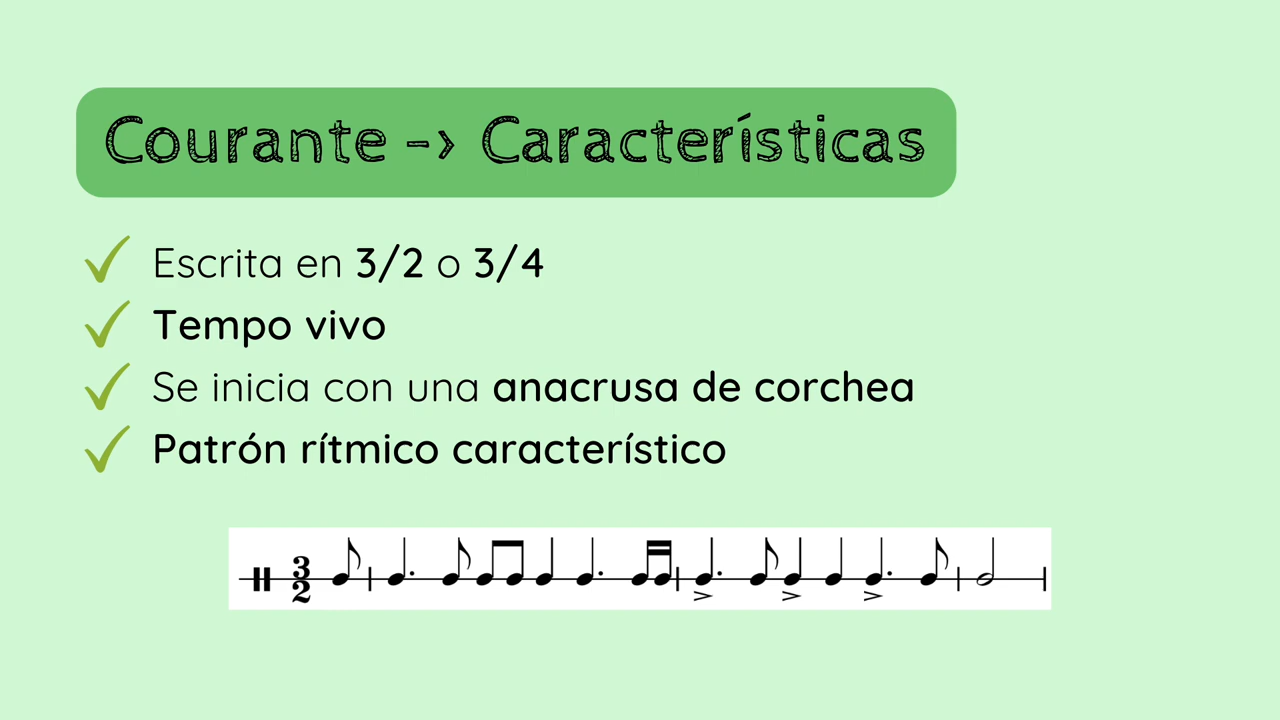 Courante -› Características
Escrita en 3/2 o 3/4
Tempo vivo
Se inicia con una anacrusa de corchea
Patrón rítmico característico
3
2